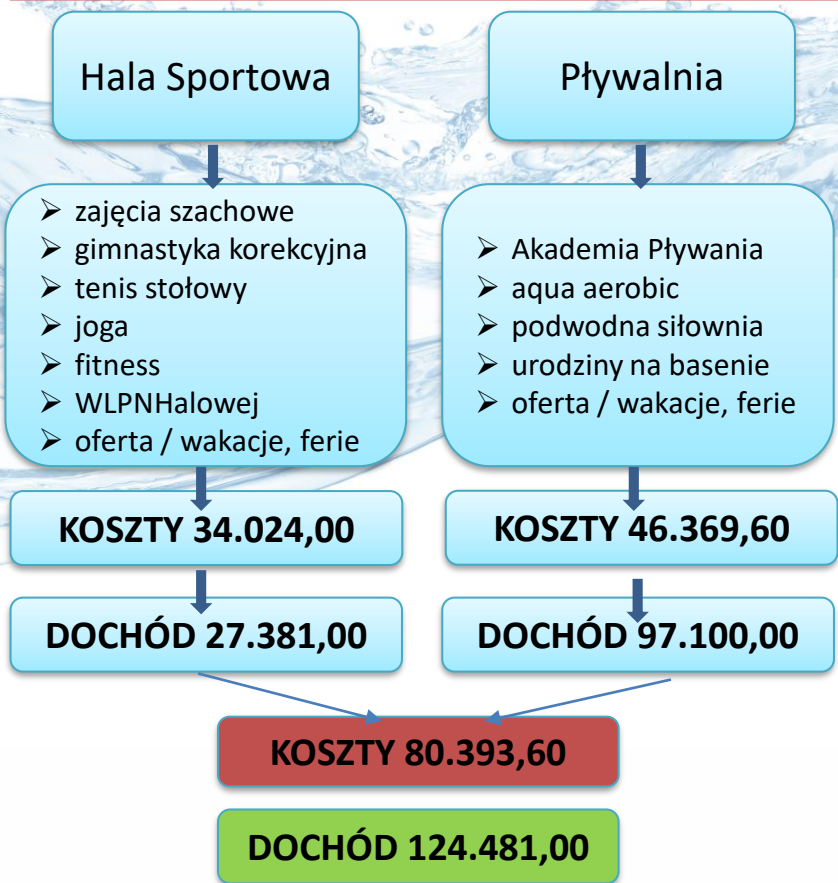 Hala Sportowa
➢ zajęcia szachowe
➢ gimnastyka korekcyjna
➢ tenis stołowy
➢ joga
➢ fitness
➢ WLPNHalowej
➢ oferta / wakacje, ferie
KOSZTY 34.024,00
DOCHÓD 27.381,00
Pływalnia
➢ Akademia Pływania
➢ aqua aerobic
➢ podwodna siłownia
➢ urodziny na basenie
➢ oferta / wakacje, ferie
KOSZTY 46.369,60
DOCHÓD 97.100,00
KOSZTY 80.393,60
DOCHÓD 124.481,00